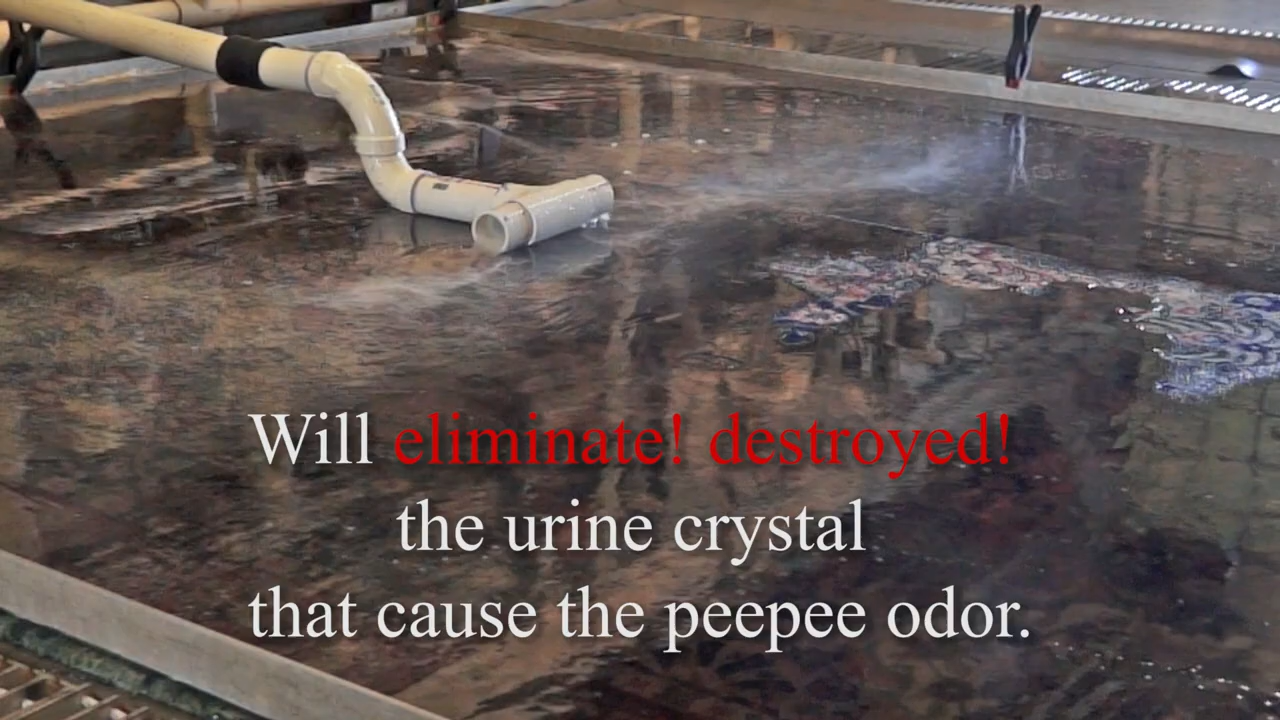 Will eliminate! destroyed!
the urine crystal
that cause the peepee odor.